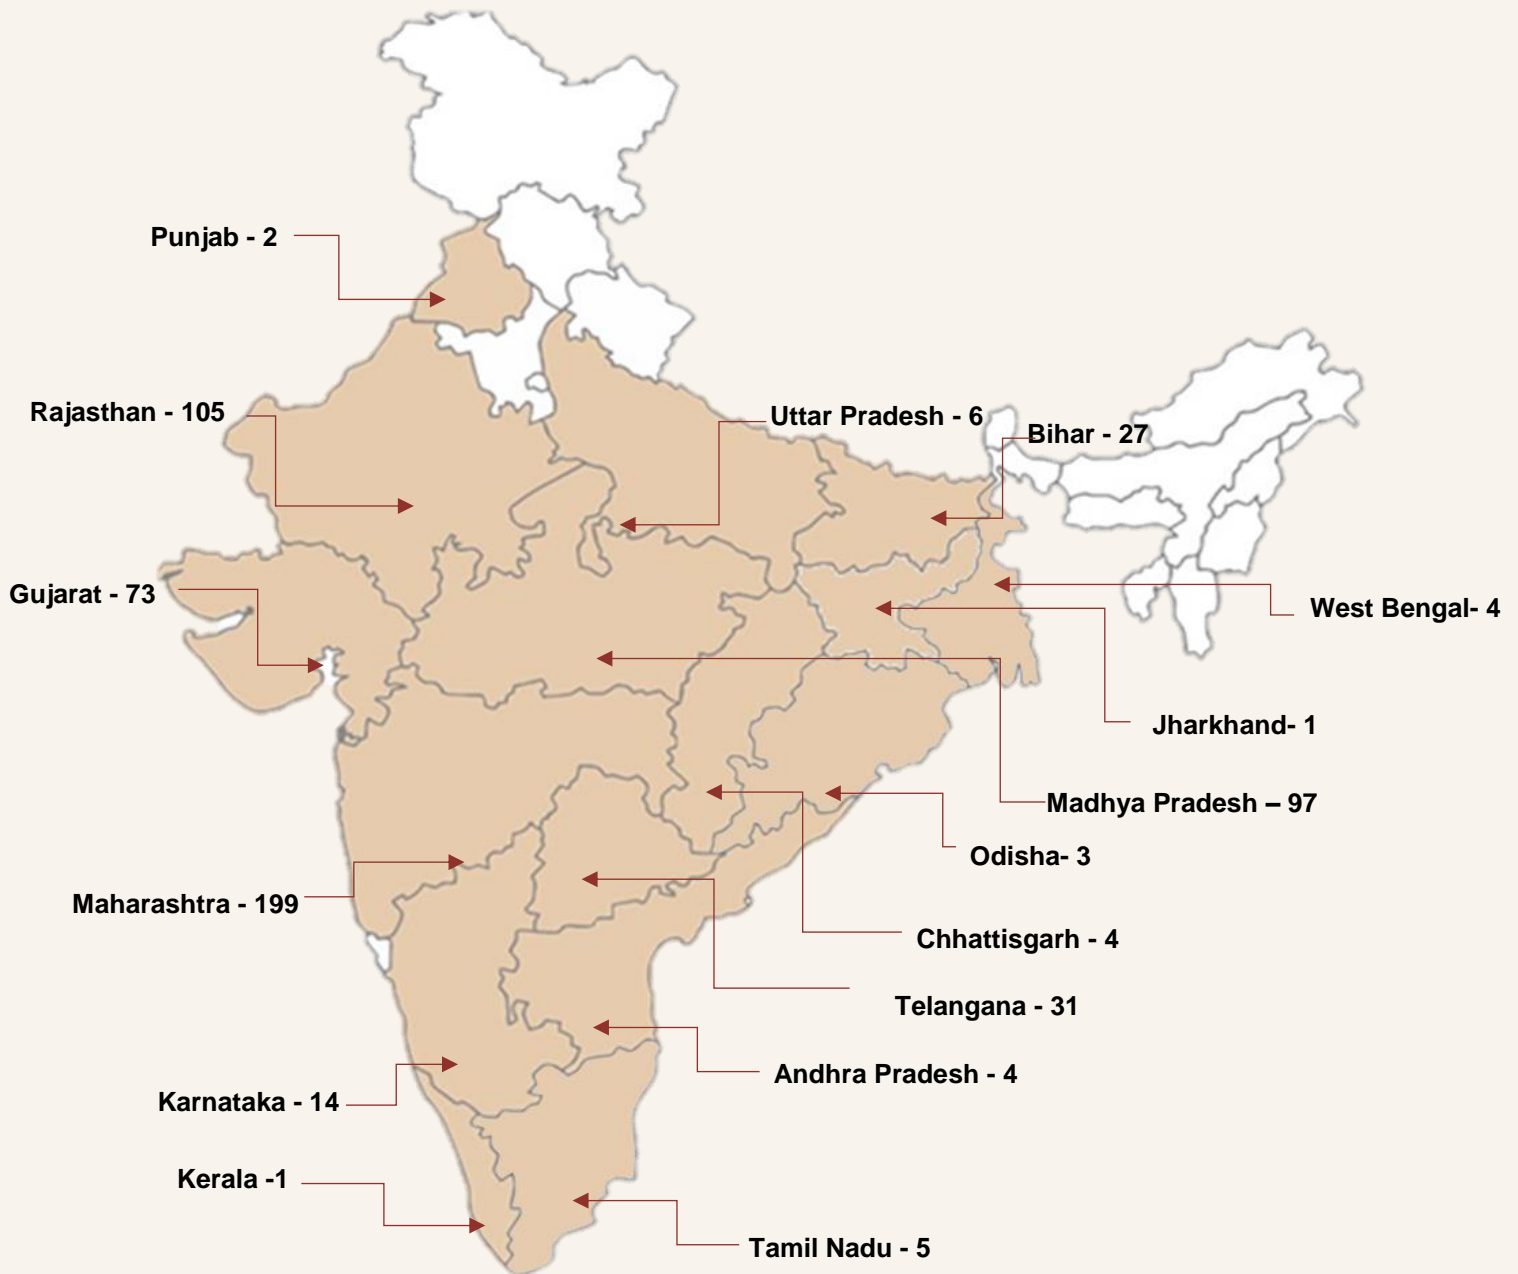 Punjab - 2
Rajasthan - 105
Uttar Pradesh - 6
Bihar - 27
Gujarat - 73
West Bengal- 4
Jharkhand- 1
Madhya Pradesh – 97
Odisha- 3
Maharashtra - 199
Chhattisgarh - 4
Telangana - 31
Andhra Pradesh - 4
Karnataka - 14
Kerala -1
Tamil Nadu - 5